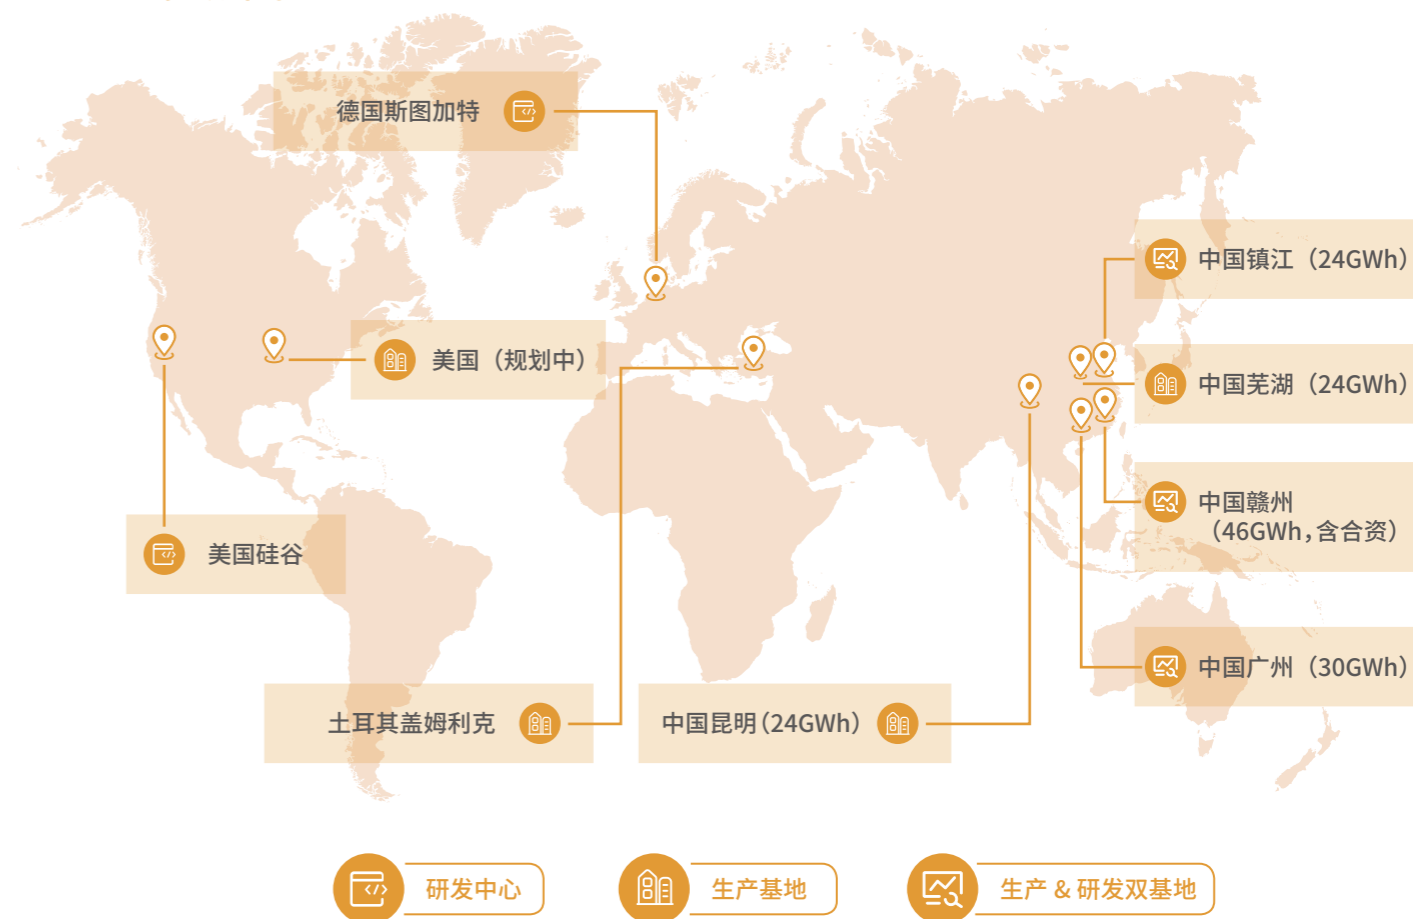 德国斯图加特
中国镇江（24GWh）
美国（规划中）
中国芜湖（24GWh）
中国赣州
（46GWh，含合资）
美国硅谷
中国广州（30GWh）
土耳其盖姆利克
中国昆明（24GWh）
研发中心
生产基地
生产 & 研发双基地